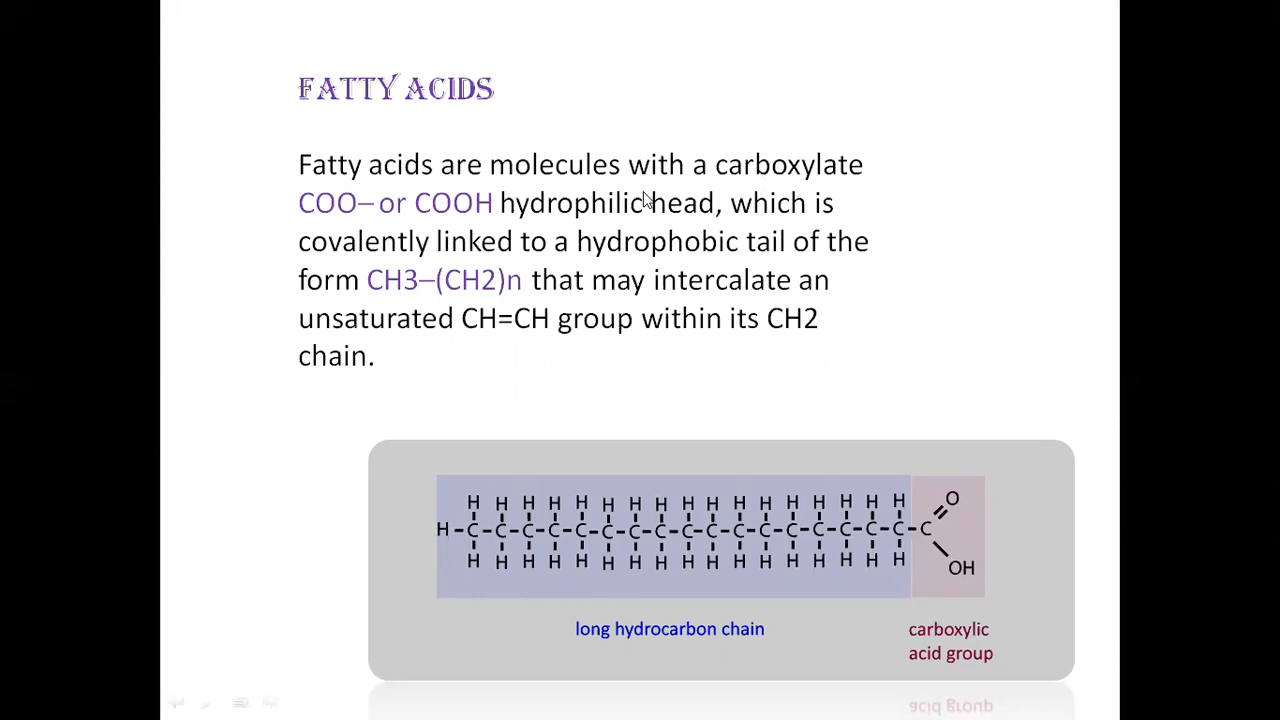 FATTY ACIDS
Fatty acids are molecules with a carboxylate
COO– or COOH hydrophilic head, which is
covalently linked to a hydrophobic tail of the
form CH3–(CH2)n that may intercalate an
unsaturated CH=CH group within its CH2
chain.
H H H H H H H H H H H H H H H H H O
H–C–C–C–C–C–C–C–C–C–C–C–C–C–C–C–C–C–C
H H H H H H H H H H H H H H H H H OH
long hydrocarbon chain
carboxylic
acid group